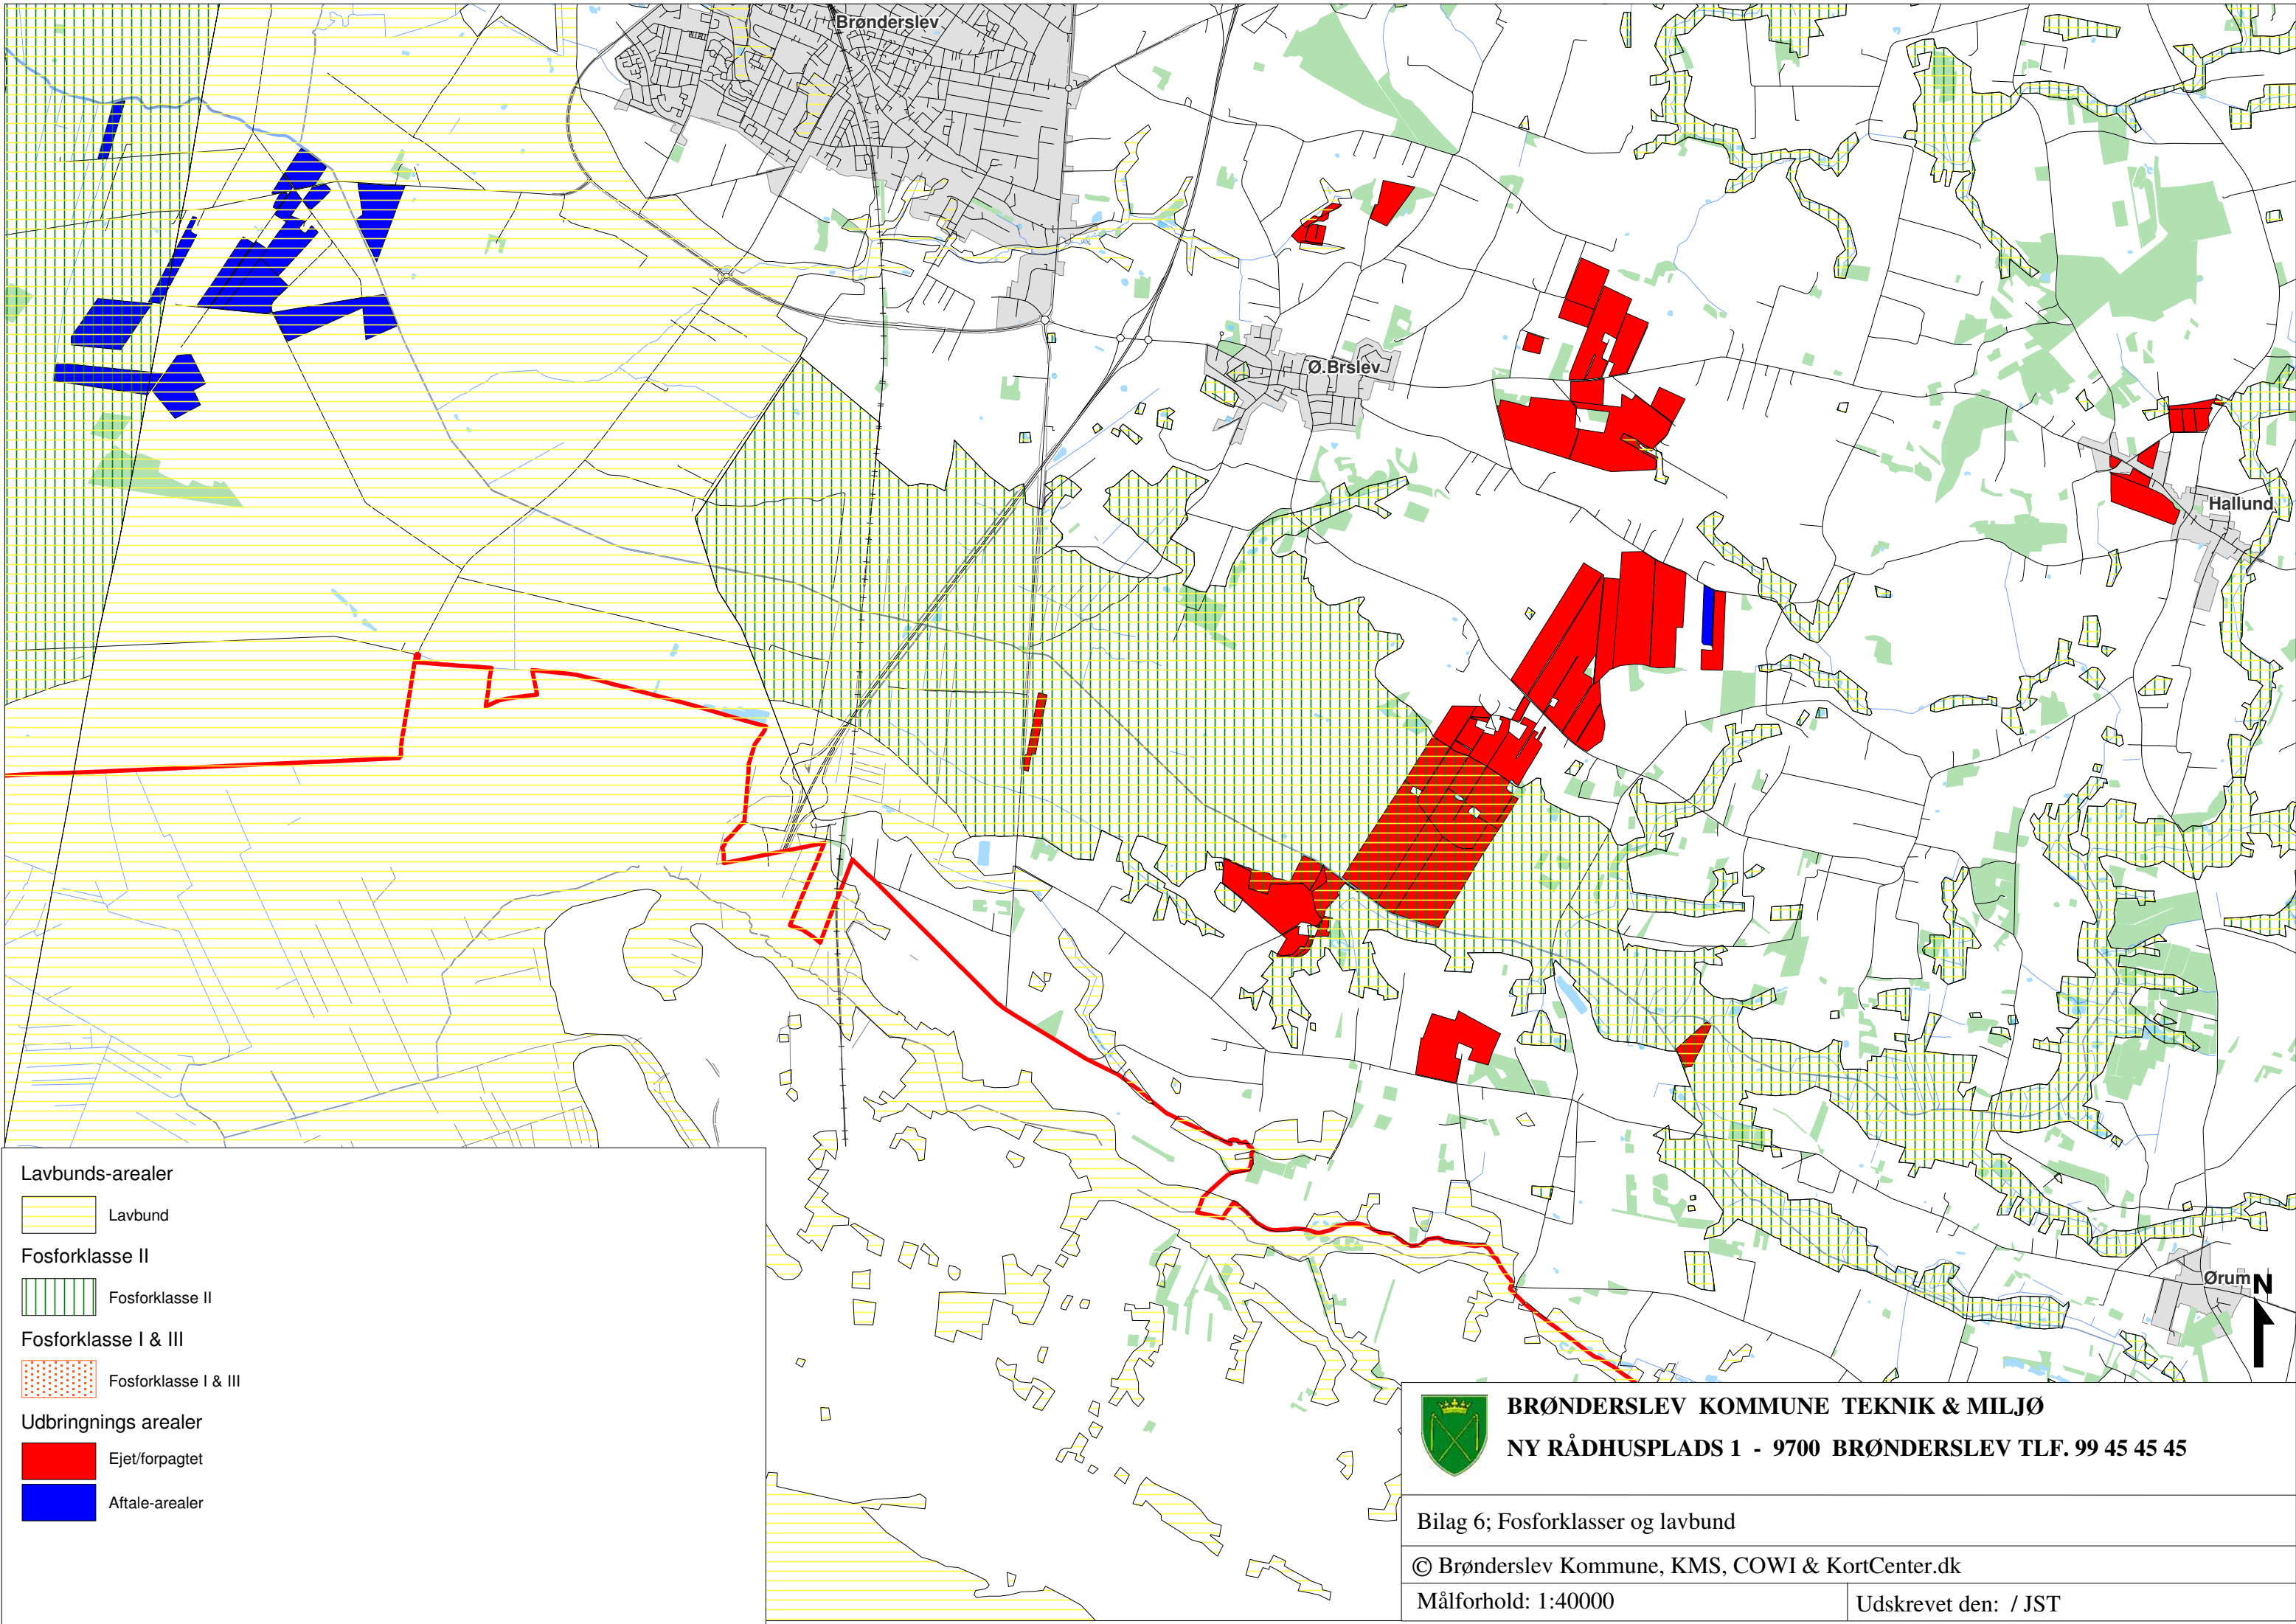 Brønderslev
Ø.Brslev
Hallund
Ørum
N
Lavbunds-arealer
Lavbund
Fosforklasse II
Fosforklasse II
Fosforklasse I & III
Fosforklasse I & III
Udbringnings arealer
Ejet/forpagtet
Aftale-arealer
BRØNDERSLEV KOMMUNE TEKNIK & MILJØ
NY RÅDHUSPLADS 1 - 9700 BRØNDERSLEV TLF. 99 45 45 45
Bilag 6; Fosforklasser og lavbund
© Brønderslev Kommune, KMS, COWI & KortCenter.dk
Målforhold: 1:40000
Udskrevet den: / JST